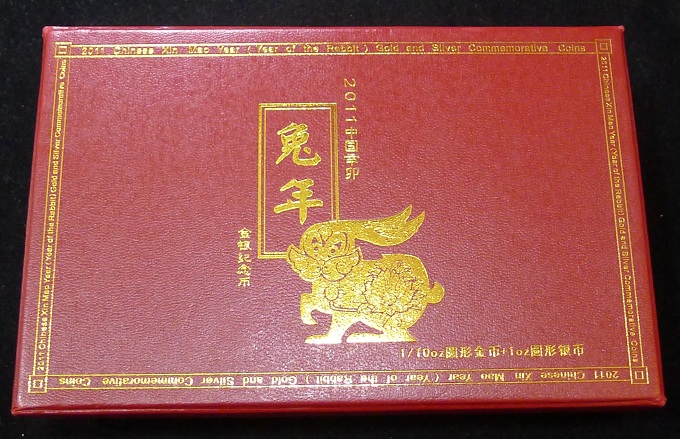 2011 Chinese Xin Mao Year ( Year of the Rabbit ) Gold and Silver Commemorative Coins
2011 Chinese Xin Mao Year ( Year of the Rabbit ) Gold and Silver Commemorative Coins
2011中国辛卯
兔年
金銀記念币
1/10oz圓形金币+1oz圓形銀币
2011 Chinese Xin Mao Year ( Year of the Rabbit ) Gold and Silver Commemorative Coins
2011 Chinese Xin Mao Year ( Year of the Rabbit ) Gold and Silver Commemorative Coins